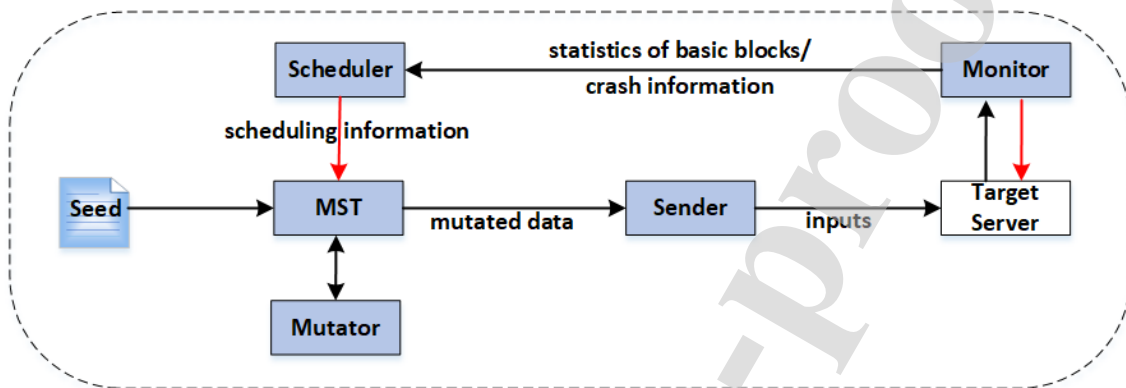 statistics of basic blocks/
Scheduler
Monitor
crash information
scheduling information
Seed
MST
Sender
Target
Server
mutated data
inputs
Mutator
-proo